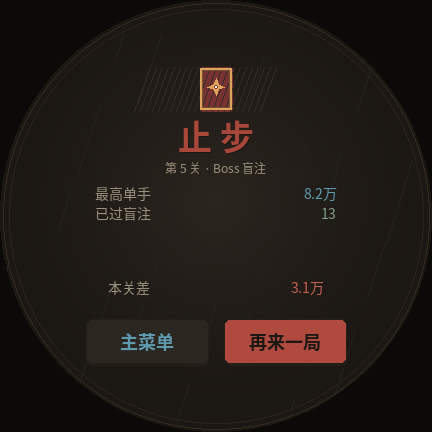 止步
第 5 关 · Boss 盲注
最高单手 8.2万
已过盲注 13
本关差 3.1万
主菜单 再来一局